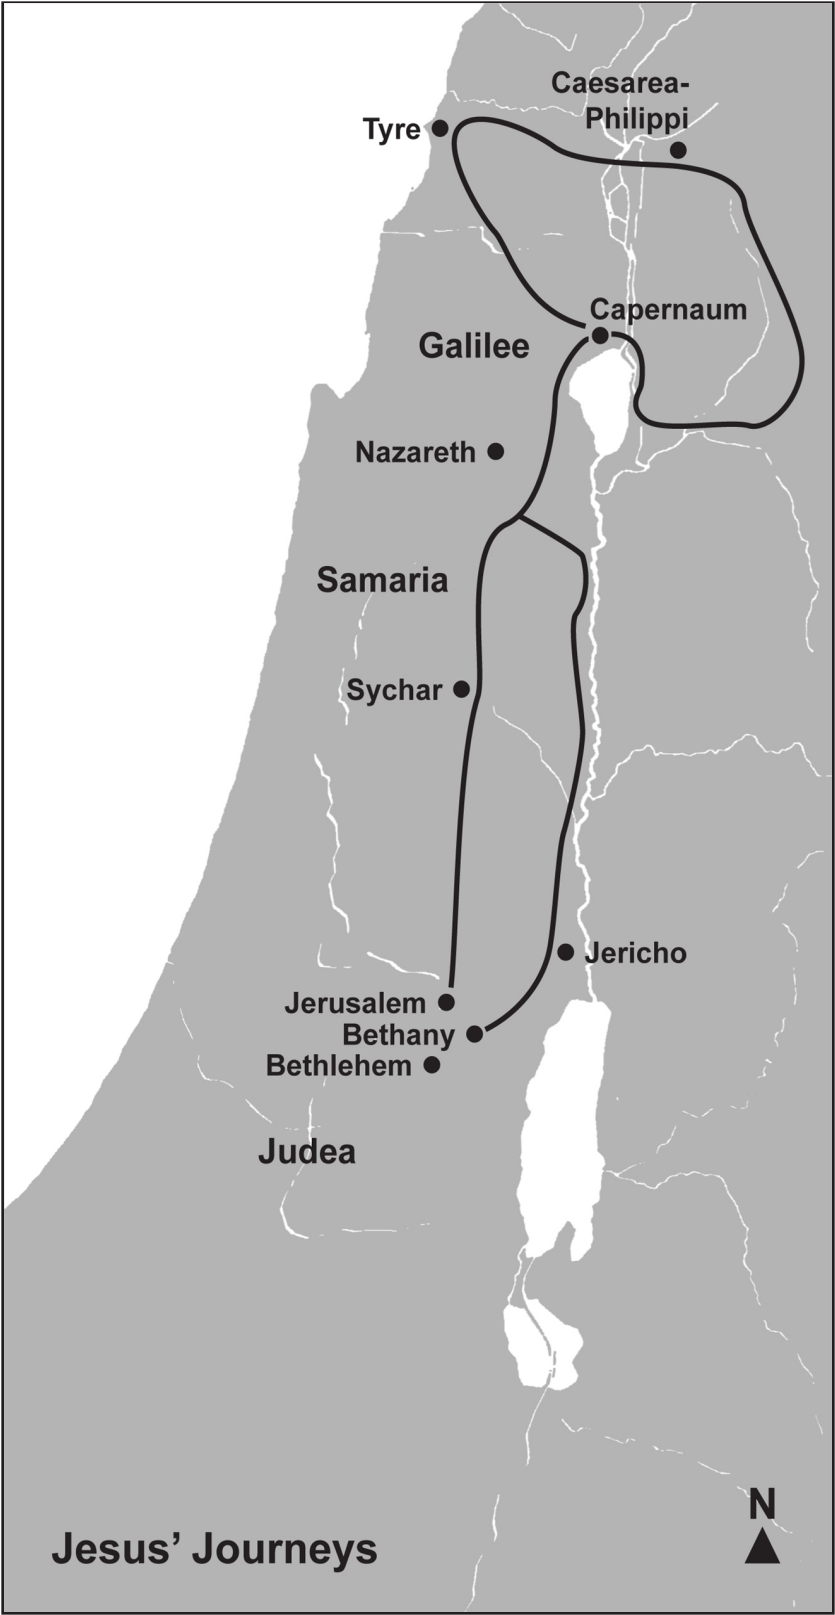 Caesarea-
Philippi
Tyre
Capernaum
Galilee
Nazareth
Samaria
Sychar
Jericho
Jerusalem
Bethany
Bethlehem
Judea
N
Jesus’ Journeys